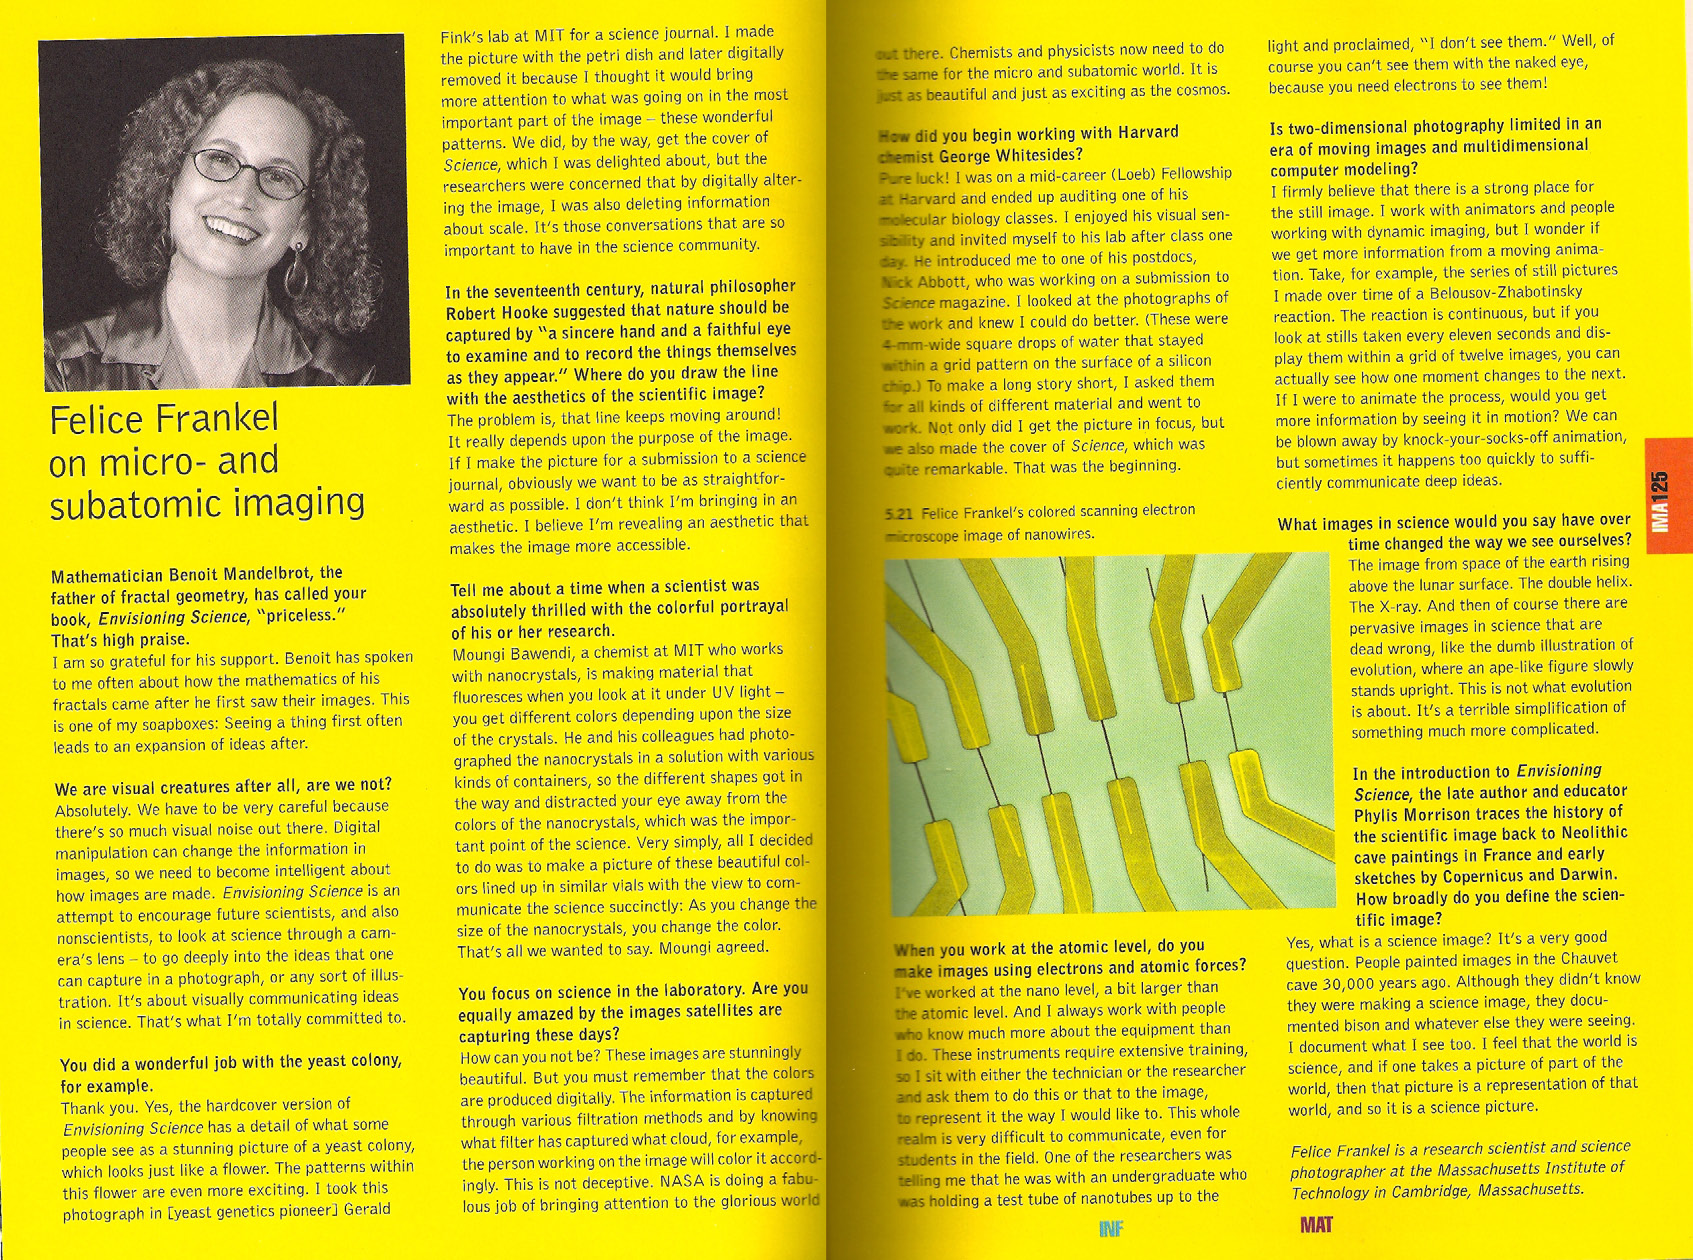 Felice Frankel
on micro- and
subatomic imaging
Mathematician Benoit Mandelbrot, the
father of fractal geometry, has called your
book, Envisioning Science, “priceless.”
That’s high praise.
I am so grateful for his support. Benoit has spoken
to me often about how the mathematics of his
fractals came after he first saw their images. This
is one of my soapboxes: Seeing a thing first often
leads to an expansion of ideas after.
We are visual creatures after all, are we not?
Absolutely. We have to be very careful because
there’s so much visual noise out there. Digital
manipulation can change the information in
images, so we need to become intelligent about
how images are made. Envisioning Science is an
attempt to encourage future scientists, and also
nonscientists, to look at science through a cam-
era’s lens – to go deeply into the ideas that one
can capture in a photograph, or any sort of illus-
tration. It’s about visually communicating ideas
in science. That’s what I’m totally committed to.
You did a wonderful job with the yeast colony,
for example.
Thank you. Yes, the hardcover version of
Envisioning Science has a detail of what some
people see as a stunning picture of a yeast colony,
which looks just like a flower. The patterns within
this flower are even more exciting. I took this
photograph in [yeast genetics pioneer] Gerald
Fink’s lab at MIT for a science journal. I made
the picture with the petri dish and later digitally
removed it because I thought it would bring
more attention to what was going on in the most
important part of the image – these wonderful
patterns. We did, by the way, get the cover of
Science, which I was delighted about, but the
researchers were concerned that by digitally alter-
ing the image, I was also deleting information
about scale. It’s those conversations that are so
important to have in the science community.
In the seventeenth century, natural philosopher
Robert Hooke suggested that nature should be
captured by “a sincere hand and a faithful eye
to examine and to record the things themselves
as they appear.” Where do you draw the line
with the aesthetics of the scientific image?
The problem is, that line keeps moving around!
It really depends upon the purpose of the image.
If I make the picture for a submission to a science
journal, obviously we want to be as straightfor-
ward as possible. I don’t think I’m bringing in an
aesthetic. I believe I’m revealing an aesthetic that
makes the image more accessible.
Tell me about a time when a scientist was
absolutely thrilled with the colorful portrayal
of his or her research.
Moungi Bawendi, a chemist at MIT who works
with nanocrystals, is making material that
fluoresces when you look at it under UV light –
you get different colors depending upon the size
of the crystals. He and his colleagues had photo-
graphed the nanocrystals in a solution with various
kinds of containers, so the different shapes got in
the way and distracted your eye away from the
colors of the nanocrystals, which was the impor-
tant point of the science. Very simply, all I decided
to do was to make a picture of these beautiful col-
ors lined up in similar vials with the view to com-
municate the science succinctly: As you change the
size of the nanocrystals, you change the color.
That’s all we wanted to say. Moungi agreed.
You focus on science in the laboratory. Are you
equally amazed by the images satellites are
capturing these days?
How can you not be? These images are stunningly
beautiful. But you must remember that the colors
are produced digitally. The information is captured
through various filtration methods and by knowing
what filter has captured what cloud, for example,
the person working on the image will color it accord-
ingly. This is not deceptive. NASA is doing a fabu-
lous job of bringing attention to the glorious world
out there. Chemists and physicists now need to do
the same for the micro and subatomic world. It is
just as beautiful and just as exciting as the cosmos.
How did you begin working with Harvard
chemist George Whitesides?
Pure luck! I was on a mid-career (Loeb) Fellowship
at Harvard and ended up auditing one of his
molecular biology classes. I enjoyed his visual sen-
sibility and invited myself to his lab after class one
day. He introduced me to one of his postdocs,
Nick Abbott, who was working on a submission to
Science magazine. I looked at the photographs of
the work and knew I could do better. (These were
4-mm-wide square drops of water that stayed
within a grid pattern on the surface of a silicon
chip.) To make a long story short, I asked them
for all kinds of different material and went to
work. Not only did I get the picture in focus, but
we also made the cover of Science, which was
quite remarkable. That was the beginning.
5.21 Felice Frankel’s colored scanning electron
microscope image of nanowires.
When you work at the atomic level, do you
make images using electrons and atomic forces?
I’ve worked at the nano level, a bit larger than
the atomic level. And I always work with people
who know much more about the equipment than
I do. These instruments require extensive training,
so I sit with either the technician or the researcher
and ask them to do this or that to the image,
to represent it the way I would like to. This whole
realm is very difficult to communicate, even for
students in the field. One of the researchers was
telling me that he was with an undergraduate who
was holding a test tube of nanotubes up to the
light and proclaimed, “I don’t see them.” Well, of
course you can’t see them with the naked eye,
because you need electrons to see them!
Is two-dimensional photography limited in an
era of moving images and multidimensional
computer modeling?
I firmly believe that there is a strong place for
the still image. I work with animators and people
working with dynamic imaging, but I wonder if
we get more information from a moving anima-
tion. Take, for example, the series of still pictures
I made over time of a Belousov-Zhabotinsky
reaction. The reaction is continuous, but if you
look at stills taken every eleven seconds and dis-
play them within a grid of twelve images, you can
actually see how one moment changes to the next.
If I were to animate the process, would you get
more information by seeing it in motion? We can
be blown away by knock-your-socks-off animation,
but sometimes it happens too quickly to suffi-
ciently communicate deep ideas.
What images in science would you say have over
time changed the way we see ourselves?
The image from space of the earth rising
above the lunar surface. The double helix.
The X-ray. And then of course there are
pervasive images in science that are
dead wrong, like the dumb illustration of
evolution, where an ape-like figure slowly
stands upright. This is not what evolution
is about. It’s a terrible simplification of
something much more complicated.
In the introduction to Envisioning
Science, the late author and educator
Phylis Morrison traces the history of
the scientific image back to Neolithic
cave paintings in France and early
sketches by Copernicus and Darwin.
How broadly do you define the scien-
tific image?
Yes, what is a science image? It’s a very good
question. People painted images in the Chauvet
cave 30,000 years ago. Although they didn’t know
they were making a science image, they docu-
mented bison and whatever else they were seeing.
I document what I see too. I feel that the world is
science, and if one takes a picture of part of the
world, then that picture is a representation of that
world, and so it is a science picture.
Felice Frankel is a research scientist and science
photographer at the Massachusetts Institute of
Technology in Cambridge, Massachusetts.
IMA125
INF
MAT